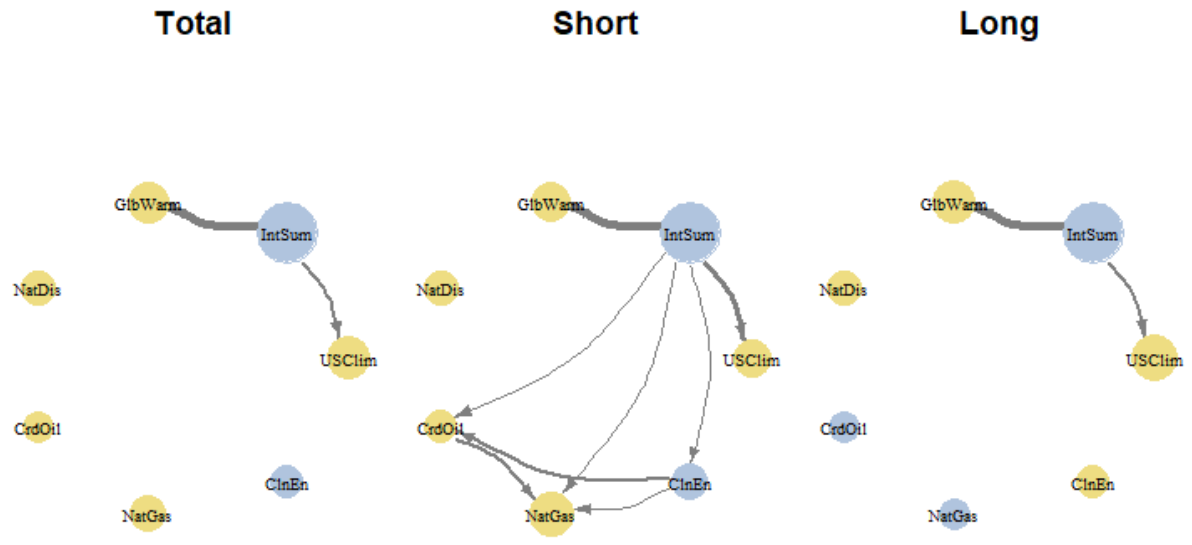 Total
GlbWarm
IntSum
NatDis
USClim
CrdOil
ClnEn
NatGas
Short
GlbWarm
IntSum
NatDis
USClim
CrdOil
ClnEn
NatGas
Long
GlbWarm
IntSum
NatDis
USClim
CrdOil
ClnEn
NatGas